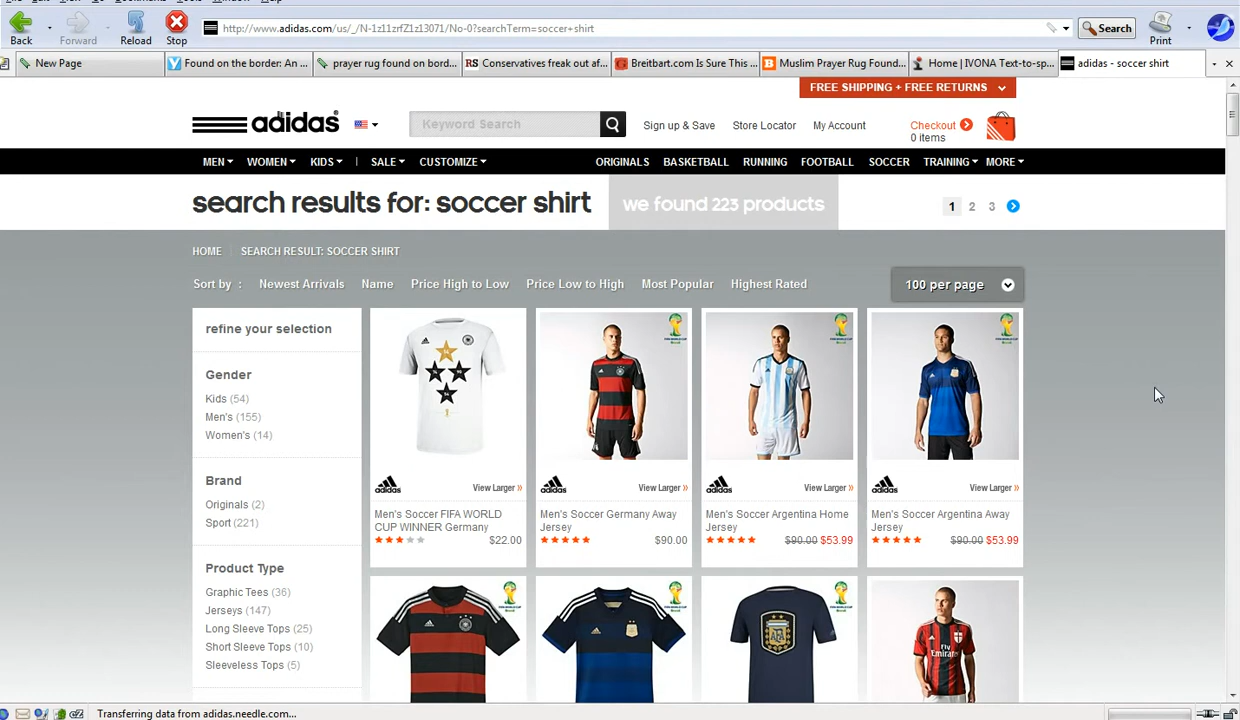 Back
Forward
Reload
Stop
http://www.adidas.com/us/_/N-1z11zrfZ1z13071/No-0?searchTerm=soccer+shirt
Search
Print
New Page
Found on the border: An ...
prayer rug found on bord...
RS Conservatives freak out af...
Breitbart.com Is Sure This ...
Muslim Prayer Rug Found...
Home | IVONA Text-to-sp...
adidas - soccer shirt
FREE SHIPPING + FREE RETURNS
adidas
Keyword Search
Sign up & Save
Store Locator
My Account
Checkout
0 items
MEN
WOMEN
KIDS
SALE
CUSTOMIZE
ORIGINALS
BASKETBALL
RUNNING
FOOTBALL
SOCCER
TRAINING
MORE
search results for: soccer shirt
we found 223 products
1 2 3
HOME
SEARCH RESULT: SOCCER SHIRT
Sort by :
Newest Arrivals
Name
Price High to Low
Price Low to High
Most Popular
Highest Rated
100 per page
refine your selection
Gender
Kids (54)
Men's (155)
Women's (14)
Brand
Originals (2)
Sport (221)
Product Type
Graphic Tees (36)
Jerseys (147)
Long Sleeve Tops (25)
Short Sleeve Tops (10)
Sleeveless Tops (5)
adidas
View Larger »
Men's Soccer FIFA WORLD
CUP WINNER Germany
$22.00
adidas
View Larger »
Men's Soccer Germany Away
Jersey
$90.00
adidas
View Larger »
Men's Soccer Argentina Home
Jersey
$90.00 $53.99
adidas
View Larger »
Men's Soccer Argentina Away
Jersey
$90.00 $53.99
AFA
Fly Emirates
Transferring data from adidas.needle.com...